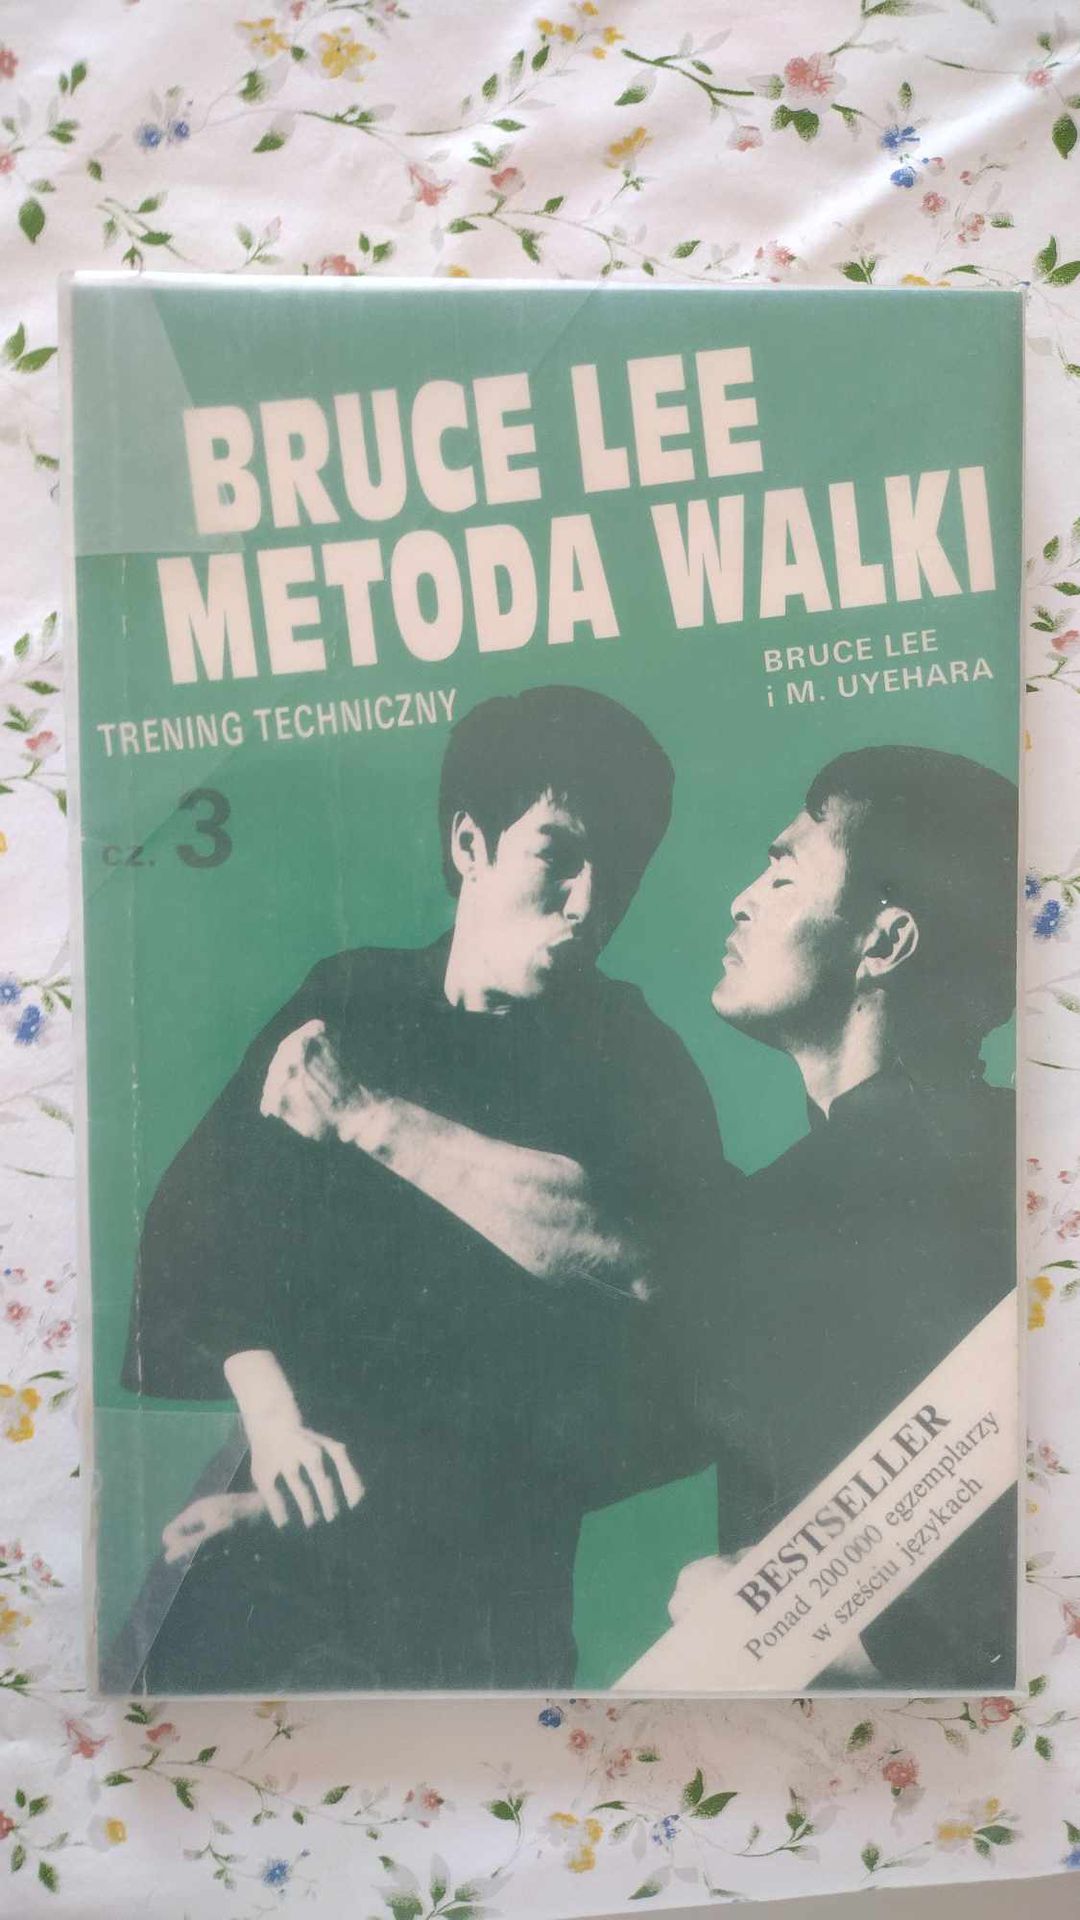 BRUCE LEE
METODA WALKI
BRUCE LEE
i M. UYEHARA
TRENING TECHNICZNY
cz. 3
BESTSELLER
Ponad 200 000 egzemplarzy
w sześciu językach